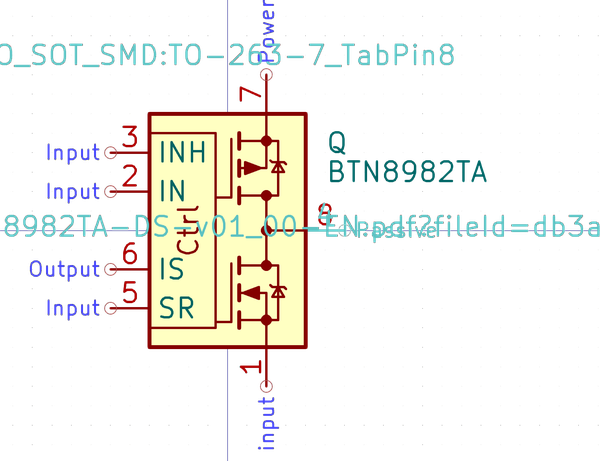 Power
O_SOT_SMD:TO-263-7_TabPin8
7
Q
BTN8982TA
Input 3 INH
Input 2 IN
Ctrl
8
8982TA-DS-v01_00-EN.pdf?fileId=db3a
Passive
Output 6 IS
Input 5 SR
1
input